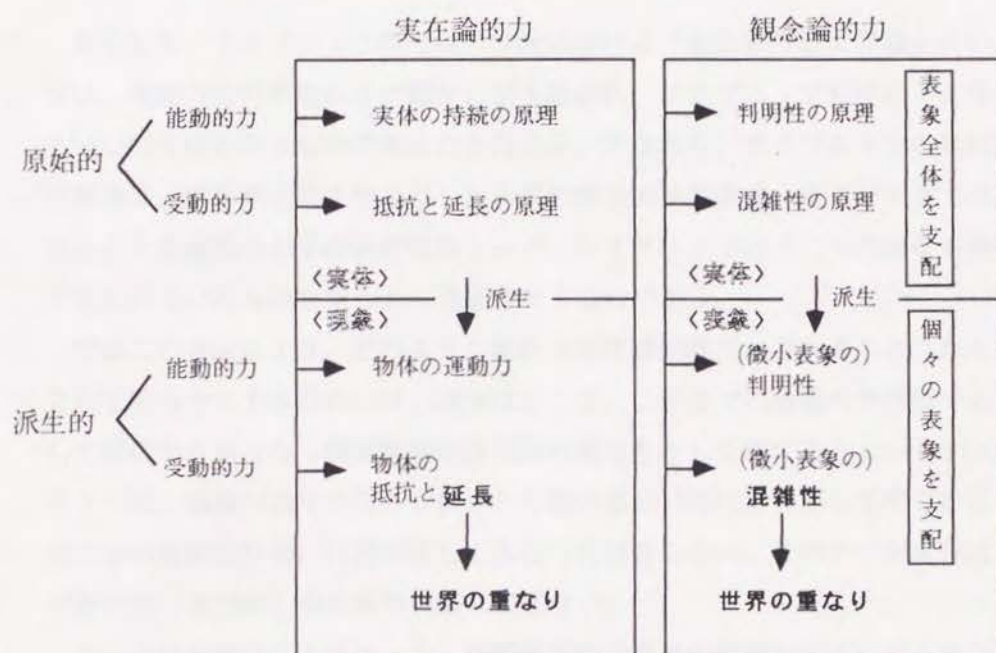 実在論的力
観念論的力
原始的
能動的力
実体の持続の原理
判明性の原理
受動的力
抵抗と延長の原理
混雑性の原理
表象全体を支配
〈実体〉
派生
〈現象〉
〈実体〉
派生
〈現象〉
派生的
能動的力
物体の運動力
(微小表象の)
判明性
受動的力
物体の
抵抗と延長
(微小表象の)
混雑性
個々の表象を支配
世界の重なり
世界の重なり